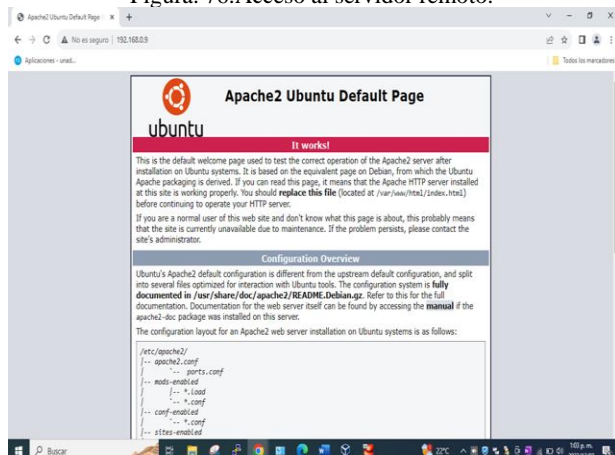 Figura. 78.Acceso al servidor remoto.
Apache2 Ubuntu Default Page
No es seguro | 192.168.0.9
Aplicaciones - unad...
Todos los marcadores
ubuntu
Apache2 Ubuntu Default Page
It works!
This is the default welcome page used to test the correct operation of the Apache2 server after
installation on Ubuntu systems. It is based on the equivalent page on Debian, from which the Ubuntu
Apache packaging is derived. If you can read this page, it means that the Apache HTTP server installed
at this site is working properly. You should replace this file (located at /var/www/html/index.html)
before continuing to operate your HTTP server.
If you are a normal user of this web site and don't know what this page is about, this probably means
that the site is currently unavailable due to maintenance. If the problem persists, please contact the
site's administrator.
Configuration Overview
Ubuntu's Apache2 default configuration is different from the upstream default configuration, and split
into several files optimized for interaction with Ubuntu tools. The configuration system is fully
documented in /usr/share/doc/apache2/README.Debian.gz. Refer to this for the full
documentation. Documentation for the web server itself can be found by accessing the manual if the
apache2-doc package was installed on this server.
The configuration layout for an Apache2 web server installation on Ubuntu systems is as follows:
/etc/apache2/
|-- apache2.conf
|       `--  ports.conf
|-- mods-enabled
|       |-- *.load
|       `-- *.conf
|-- conf-enabled
|       `-- *.conf
|-- sites-enabled
Buscar
22°C
1:03 p. m.